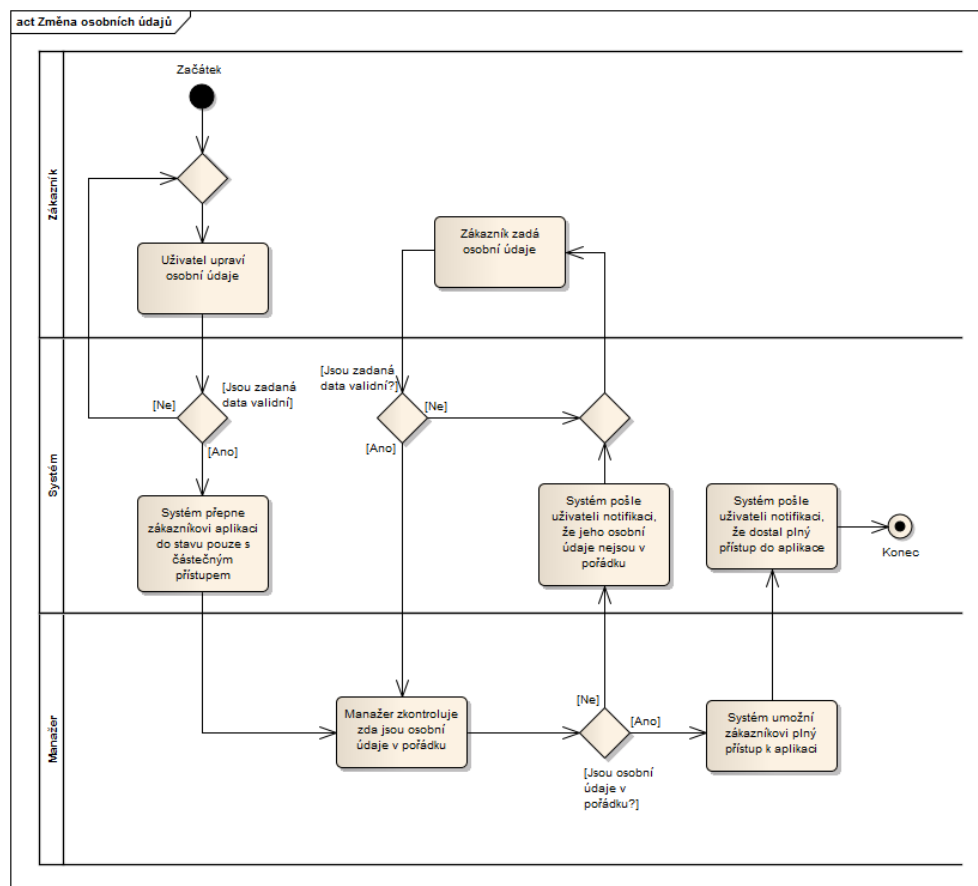 act Změna osobních údajů
Zákazník
Začátek
Uživatel upraví
osobní údaje
Zákazník zadá
osobní údaje
Systém
[Jsou zadaná
data validní]
[Ne]
[Ano]
[Jsou zadaná
data validní?]
[Ne]
[Ano]
Systém přepne
zákazníkovi aplikaci
do stavu pouze s
částečným
přístupem
Systém pošle
uživateli notifikaci,
že jeho osobní
údaje nejsou v
pořádku
Systém pošle
uživateli notifikaci,
že dostal plný
přístup do aplikace
Konec
Manažer
Manažer zkontroluje
zda jsou osobní
údaje v pořádku
[Ne]
[Ano]
[Jsou osobní
údaje v
pořádku?]
Systém umožní
zákazníkovi plný
přístup k aplikaci